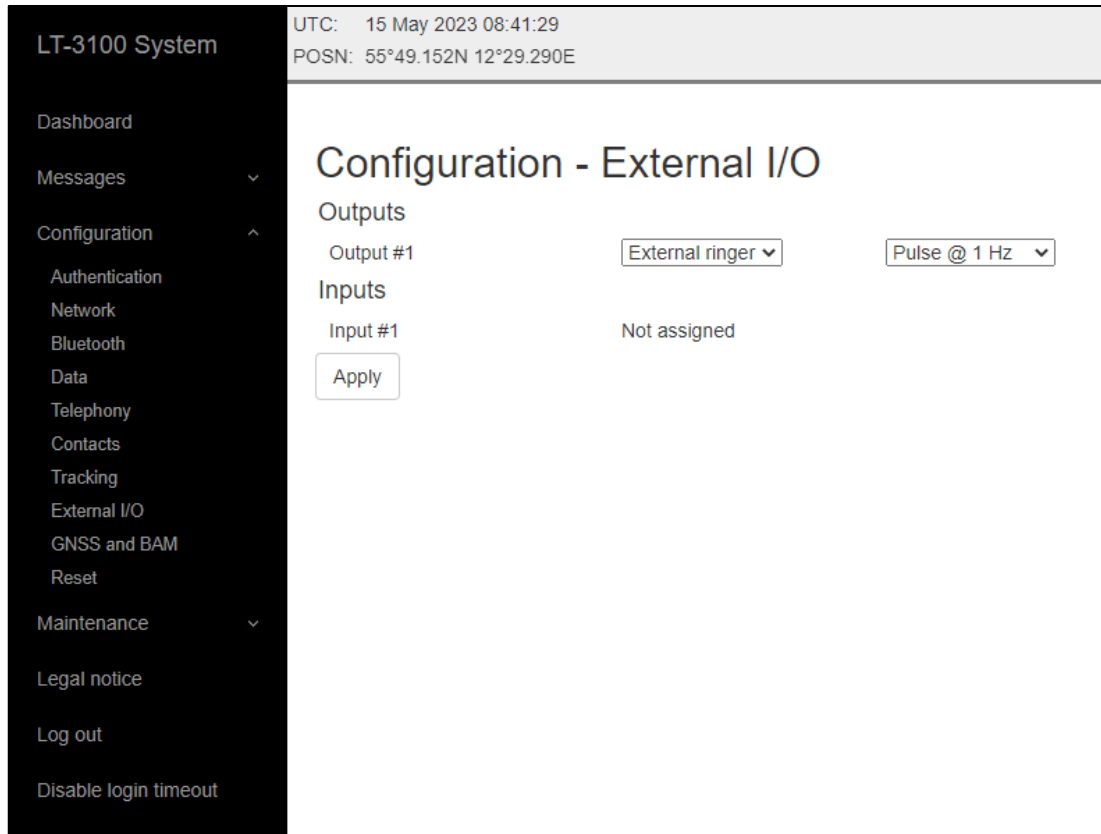 LT-3100 System
Dashboard
Messages
Configuration
Authentication
Network
Bluetooth
Data
Telephony
Contacts
Tracking
External I/O
GNSS and BAM
Reset
Maintenance
Legal notice
Log out
Disable login timeout
UTC: 15 May 2023 08:41:29
POSN: 55°49.152N 12°29.290E
Configuration - External I/O
Outputs
Output #1 External ringer Pulse @ 1 Hz
Inputs
Input #1 Not assigned
Apply